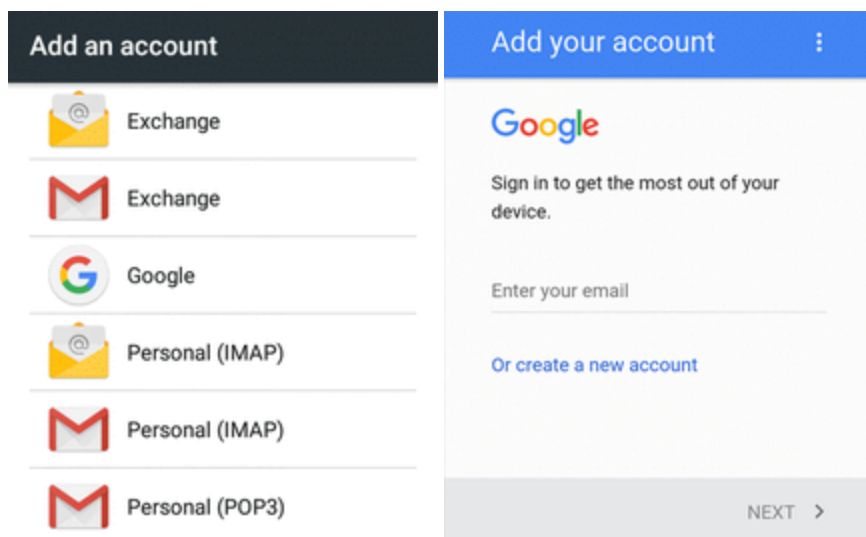 Add an account
Exchange
Exchange
Google
Personal (IMAP)
Personal (IMAP)
Personal (POP3)
Add your account
Google
Sign in to get the most out of your
device.
Enter your email
Or create a new account
NEXT